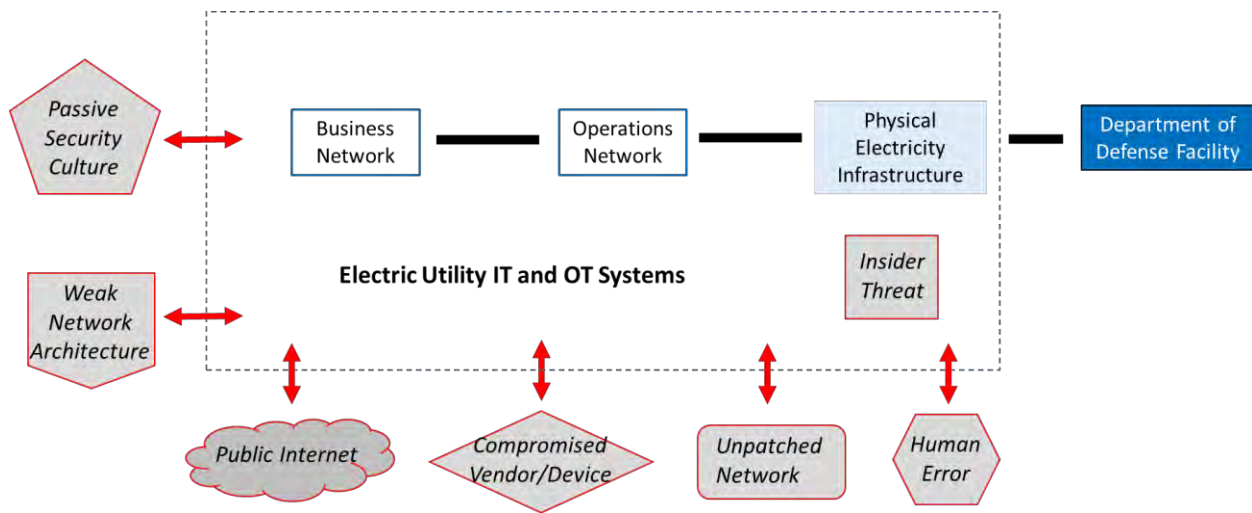 Passive
Security
Culture
Business
Network
Operations
Network
Physical
Electricity
Infrastructure
Department of
Defense Facility
Weak
Network
Architecture
Electric Utility IT and OT Systems
Insider
Threat
Public Internet
Compromised
Vendor/Device
Unpatched
Network
Human
Error